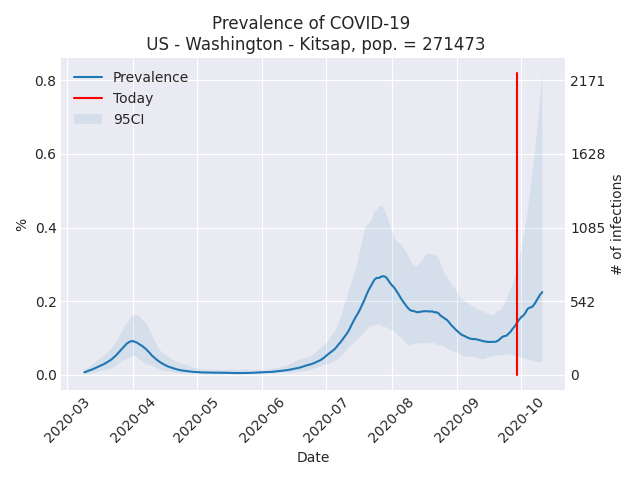 Prevalence of COVID-19
US - Washington - Kitsap, pop. = 271473
Prevalence
Today
95CI
0.8
0.6
0.4
0.2
0.0
%
2171
1628
1085
542
0
# of infections
2020-03
2020-04
2020-05
2020-06
2020-07
2020-08
2020-09
2020-10
Date